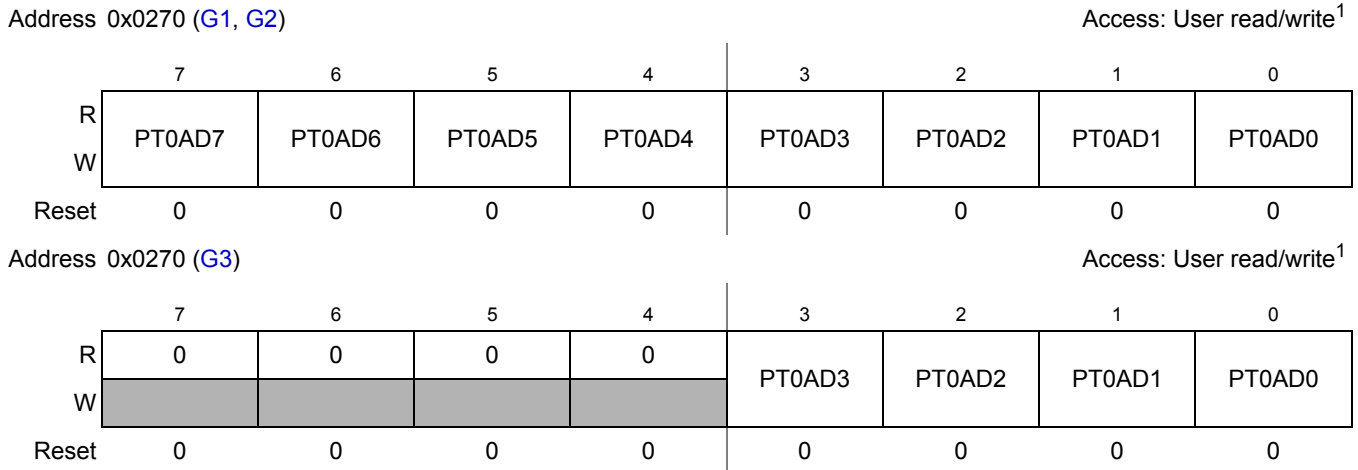 Address 0x0270 (G1, G2) Access: User read/write1
7 6 5 4 3 2 1 0
R
PT0AD7 PT0AD6 PT0AD5 PT0AD4 PT0AD3 PT0AD2 PT0AD1 PT0AD0
W
Reset 0 0 0 0 0 0 0 0
Address 0x0270 (G3) Access: User read/write1
7 6 5 4 3 2 1 0
R 0 0 0 0
PT0AD3 PT0AD2 PT0AD1 PT0AD0
W
Reset 0 0 0 0 0 0 0 0